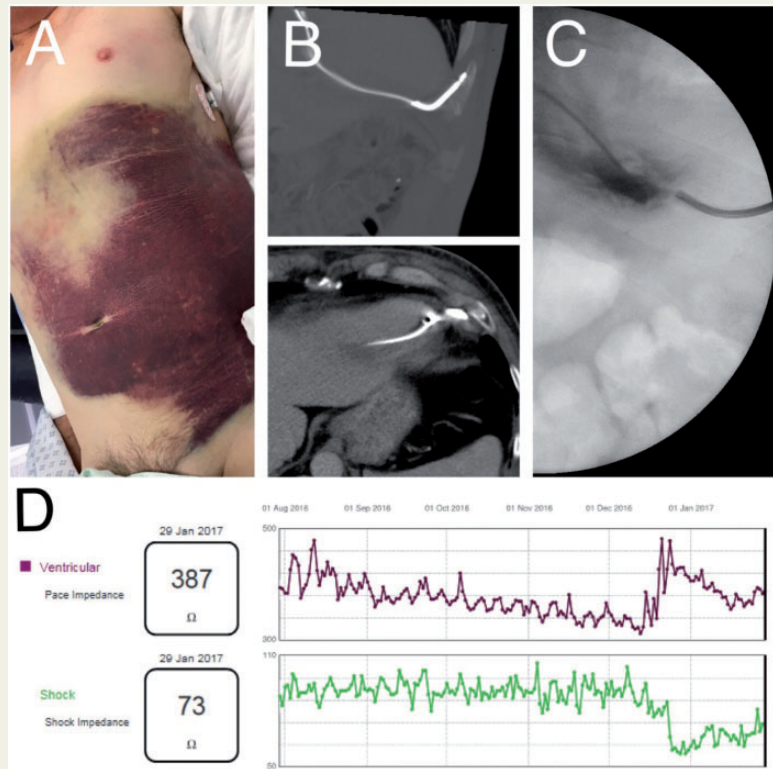 A
B
C
D
01 Aug 2016
01 Sep 2016
01 Oct 2016
01 Nov 2016
01 Dec 2016
01 Jan 2017
29 Jan 2017
Ventricular
Pace Impedance
387
Ω
500
300
29 Jan 2017
Shock
Shock Impedance
73
Ω
110
50